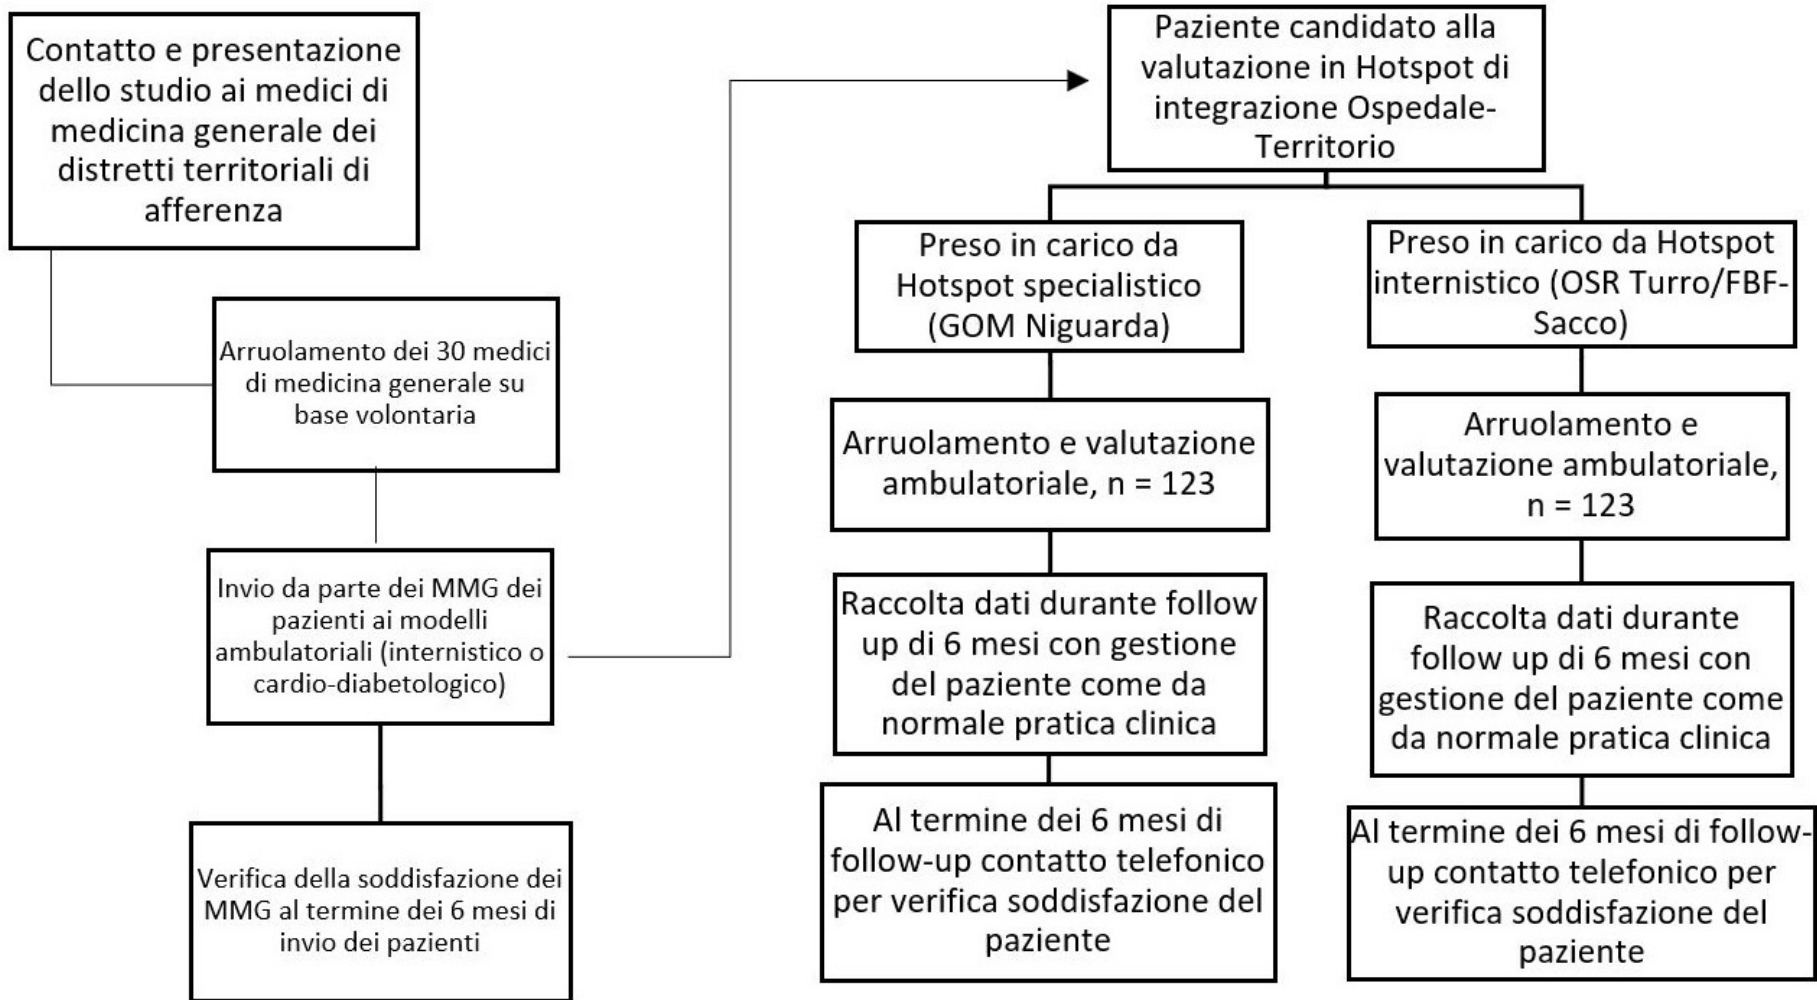 Contatto e presentazione
dello studio ai medici di
medicina generale dei
distretti territoriali di
afferenza
Arruolamento dei 30 medici
di medicina generale su
base volontaria
Invio da parte dei MMG dei
pazienti ai modelli
ambulatoriali (internistico o
cardio-diabetologico)
Verifica della soddisfazione dei
MMG al termine dei 6 mesi di
invio dei pazienti
Paziente candidato alla
valutazione in Hotspot di
integrazione Ospedale-
Territorio
Preso in carico da
Hotspot specialistico
(GOM Niguarda)
Arruolamento e valutazione
ambulatoriale, n = 123
Raccolta dati durante follow
up di 6 mesi con gestione
del paziente come da
normale pratica clinica
Al termine dei 6 mesi di
follow-up contatto telefonico
per verifica soddisfazione del
paziente
Preso in carico da Hotspot
internistico (OSR Turro/FBF-
Sacco)
Arruolamento e
valutazione ambulatoriale,
n = 123
Raccolta dati durante
follow up di 6 mesi con
gestione del paziente come
da normale pratica clinica
Al termine dei 6 mesi di follow-
up contatto telefonico per
verifica soddisfazione del
paziente